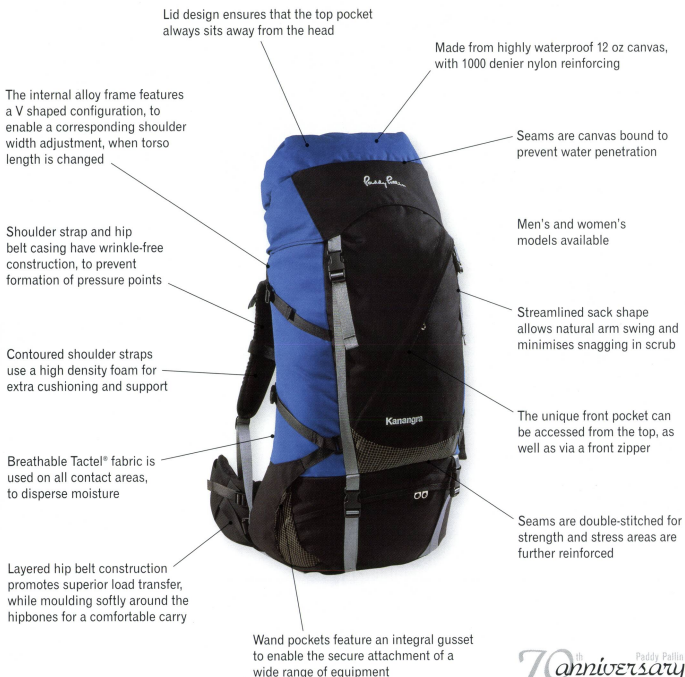 Lid design ensures that the top pocket
always sits away from the head
Made from highly waterproof 12 oz canvas,
with 1000 denier nylon reinforcing
The internal alloy frame features
a V shaped configuration, to
enable a corresponding shoulder
width adjustment, when torso
length is changed
Seams are canvas bound to
prevent water penetration
Paddy Pallin
Men's and women's
models available
Shoulder strap and hip
belt casing have wrinkle-free
construction, to prevent
formation of pressure points
Streamlined sack shape
allows natural arm swing and
minimises snagging in scrub
Contoured shoulder straps
use a high density foam for
extra cushioning and support
The unique front pocket can
be accessed from the top, as
well as via a front zipper
Kanangra
Breathable Tactel® fabric is
used on all contact areas,
to disperse moisture
Seams are double-stitched for
strength and stress areas are
further reinforced
Layered hip belt construction
promotes superior load transfer,
while moulding softly around the
hipbones for a comfortable carry
Wand pockets feature an integral gusset
to enable the secure attachment of a
wide range of equipment
70th Paddy Pallin
anniversary